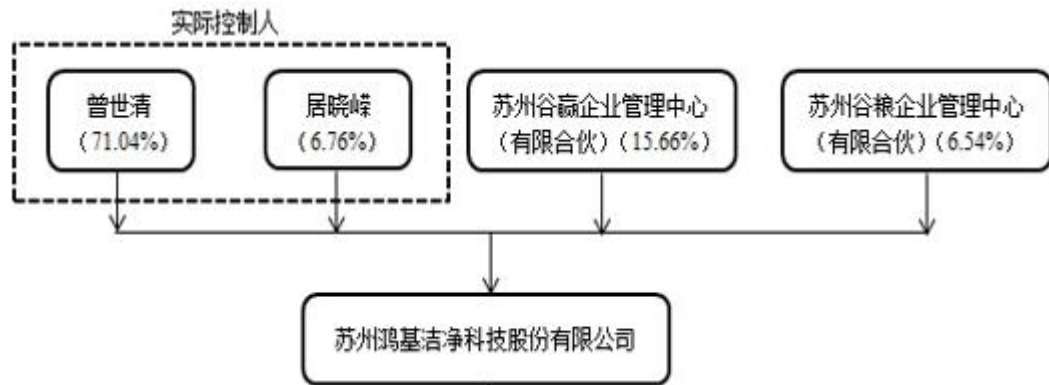 实际控制人
曾世清
（71.04%）
居晓嵘
（6.76%）
苏州谷赢企业管理中心
（有限合伙）（15.66%）
苏州谷粮企业管理中心
（有限合伙）（6.54%）
苏州鸿基洁净科技股份有限公司